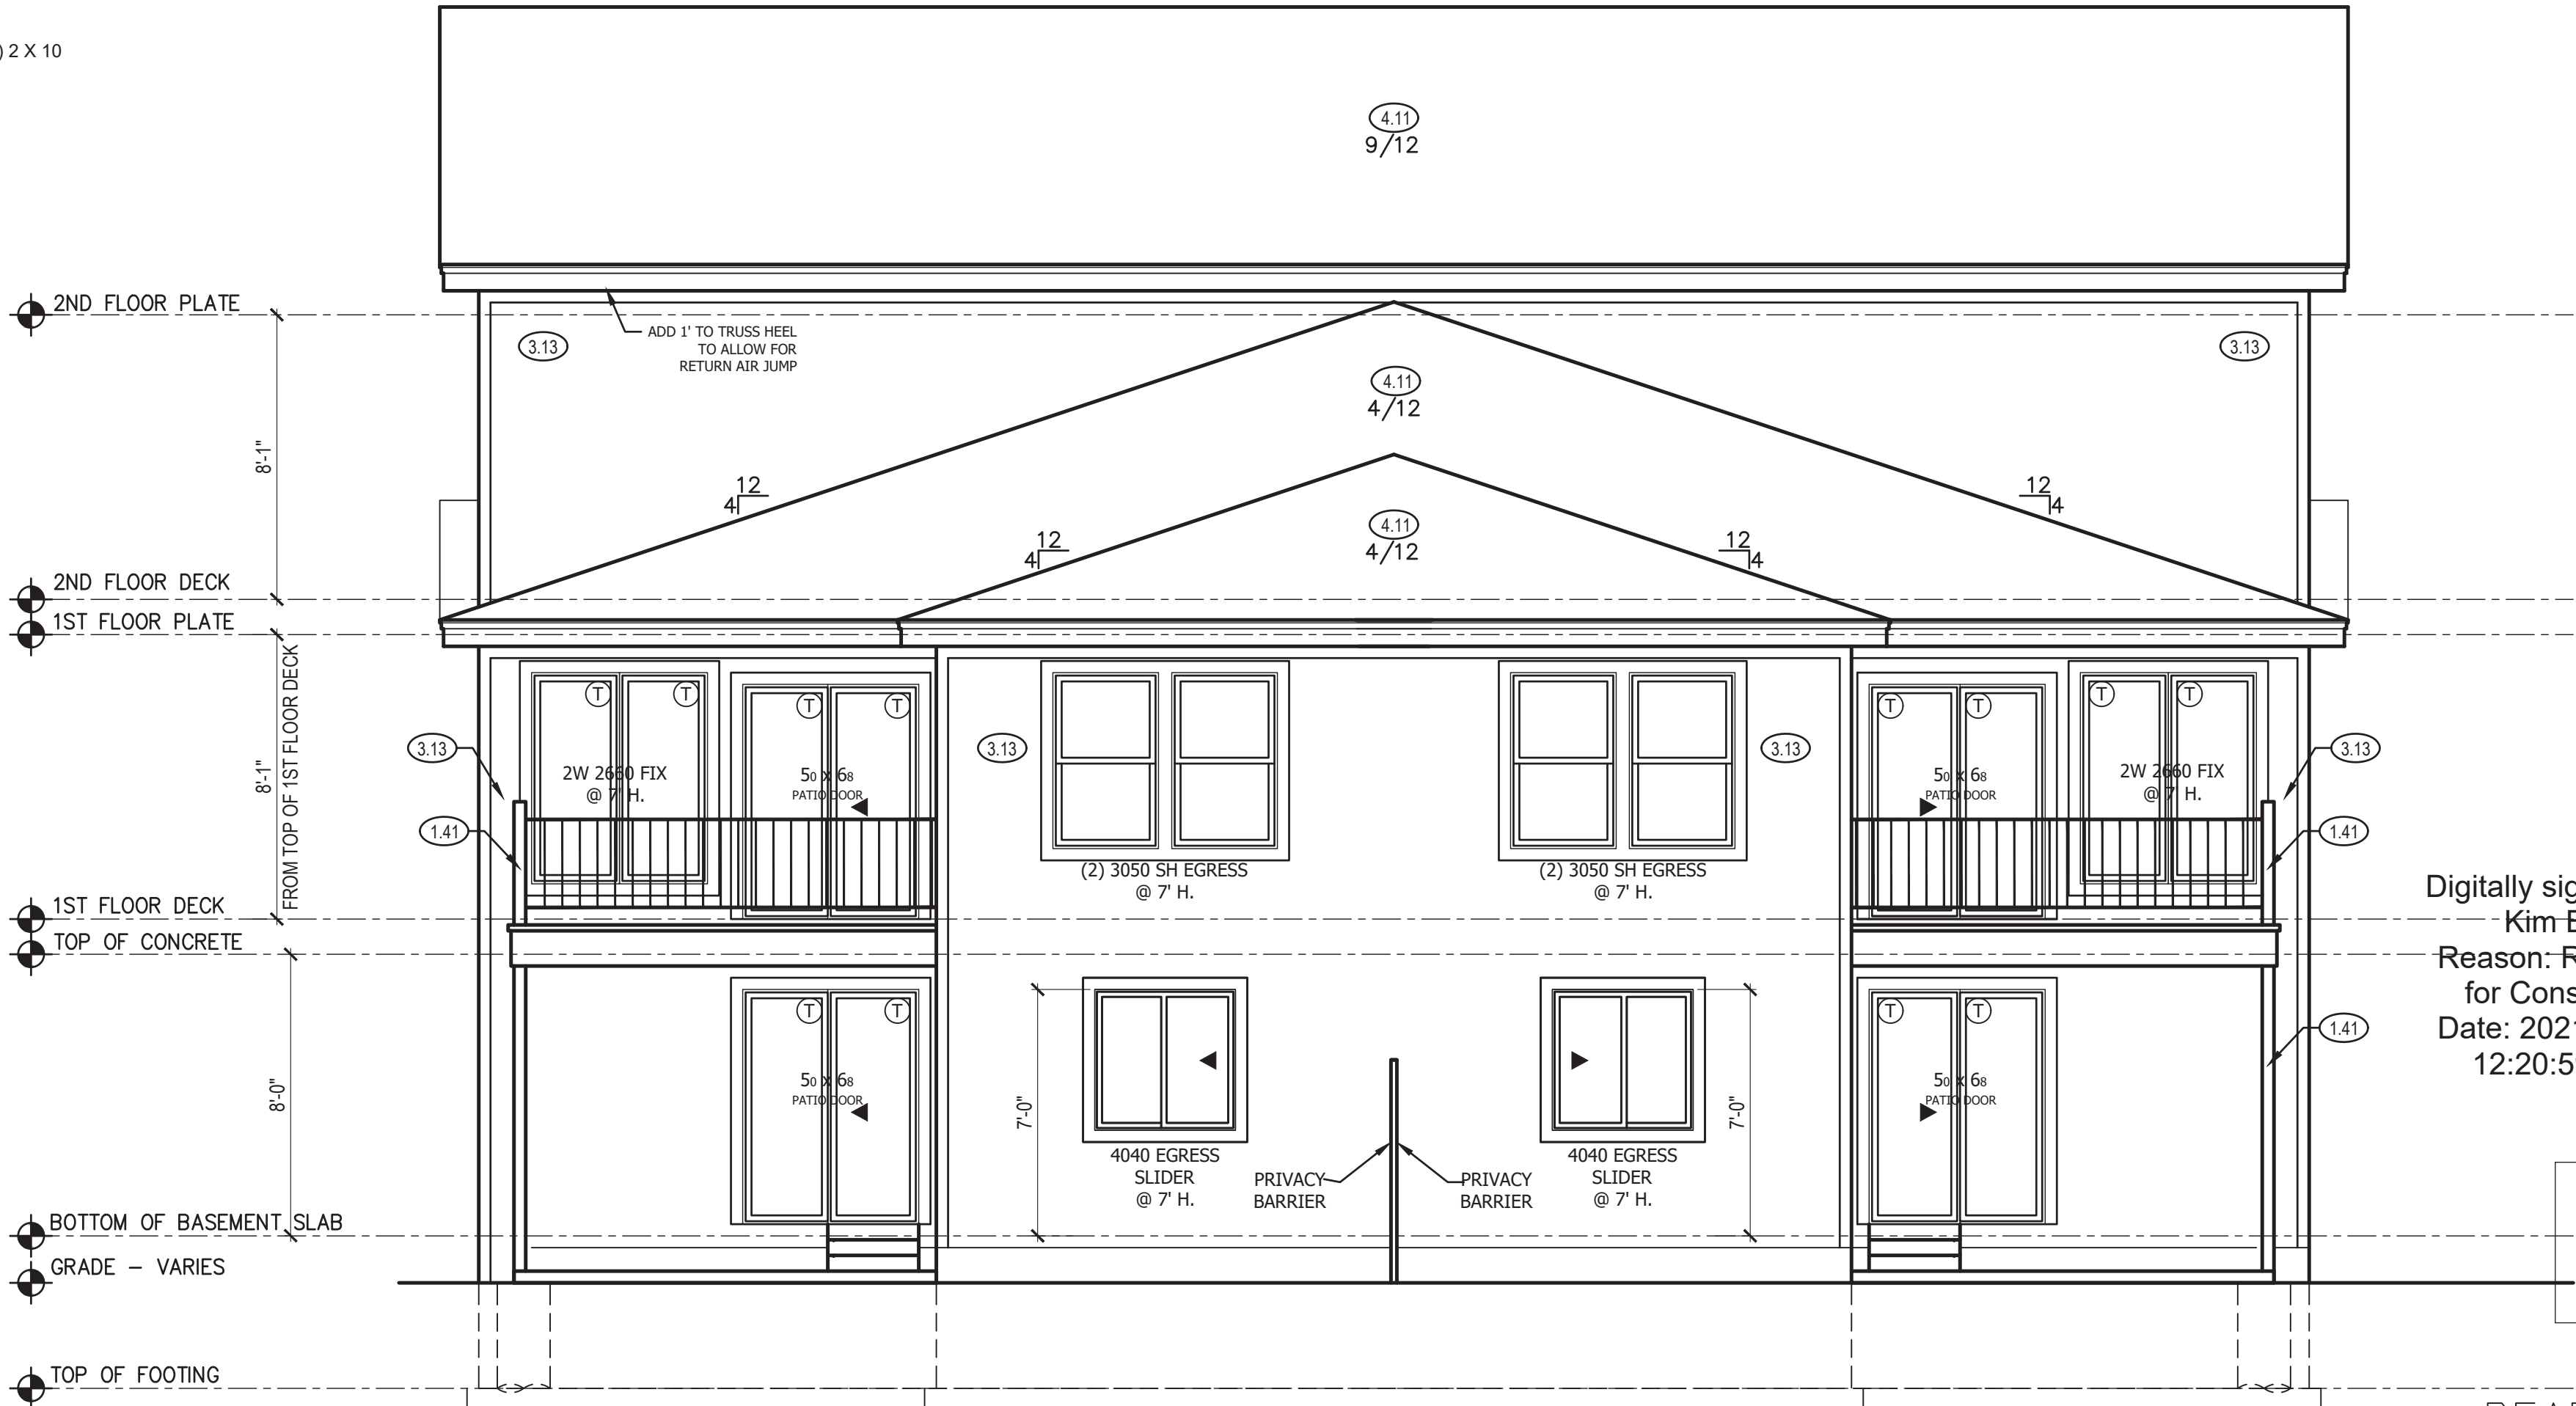 ) 2 X 10
4.11
9/12
2ND FLOOR PLATE
ADD 1' TO TRUSS HEEL
TO ALLOW FOR
RETURN AIR JUMP
3.13
3.13
4.11
4/12
8'-1"
12
4
12
4
4.11
4/12
12
4
12
4
2ND FLOOR DECK
1ST FLOOR PLATE
T
T
T
T
T
T
T
T
3.13
3.13
3.13
3.13
8'-1"
FROM TOP OF 1ST FLOOR DECK
2W 2660 FIX
@ 7' H.
50 x 68
PATIO DOOR
50 x 68
PATIO DOOR
2W 2660 FIX
@ 7' H.
1.41
1.41
(2) 3050 SH EGRESS
@ 7' H.
(2) 3050 SH EGRESS
@ 7' H.
1ST FLOOR DECK
TOP OF CONCRETE
Digitally sig
Kim E
Reason: R
for Cons
Date: 202
12:20:5
T
T
T
T
1.41
8'-0"
50 x 68
PATIO DOOR
7'-0"
7'-0"
50 x 68
PATIO DOOR
4040 EGRESS
SLIDER
@ 7' H.
PRIVACY
BARRIER
PRIVACY
BARRIER
4040 EGRESS
SLIDER
@ 7' H.
BOTTOM OF BASEMENT SLAB
GRADE – VARIES
TOP OF FOOTING